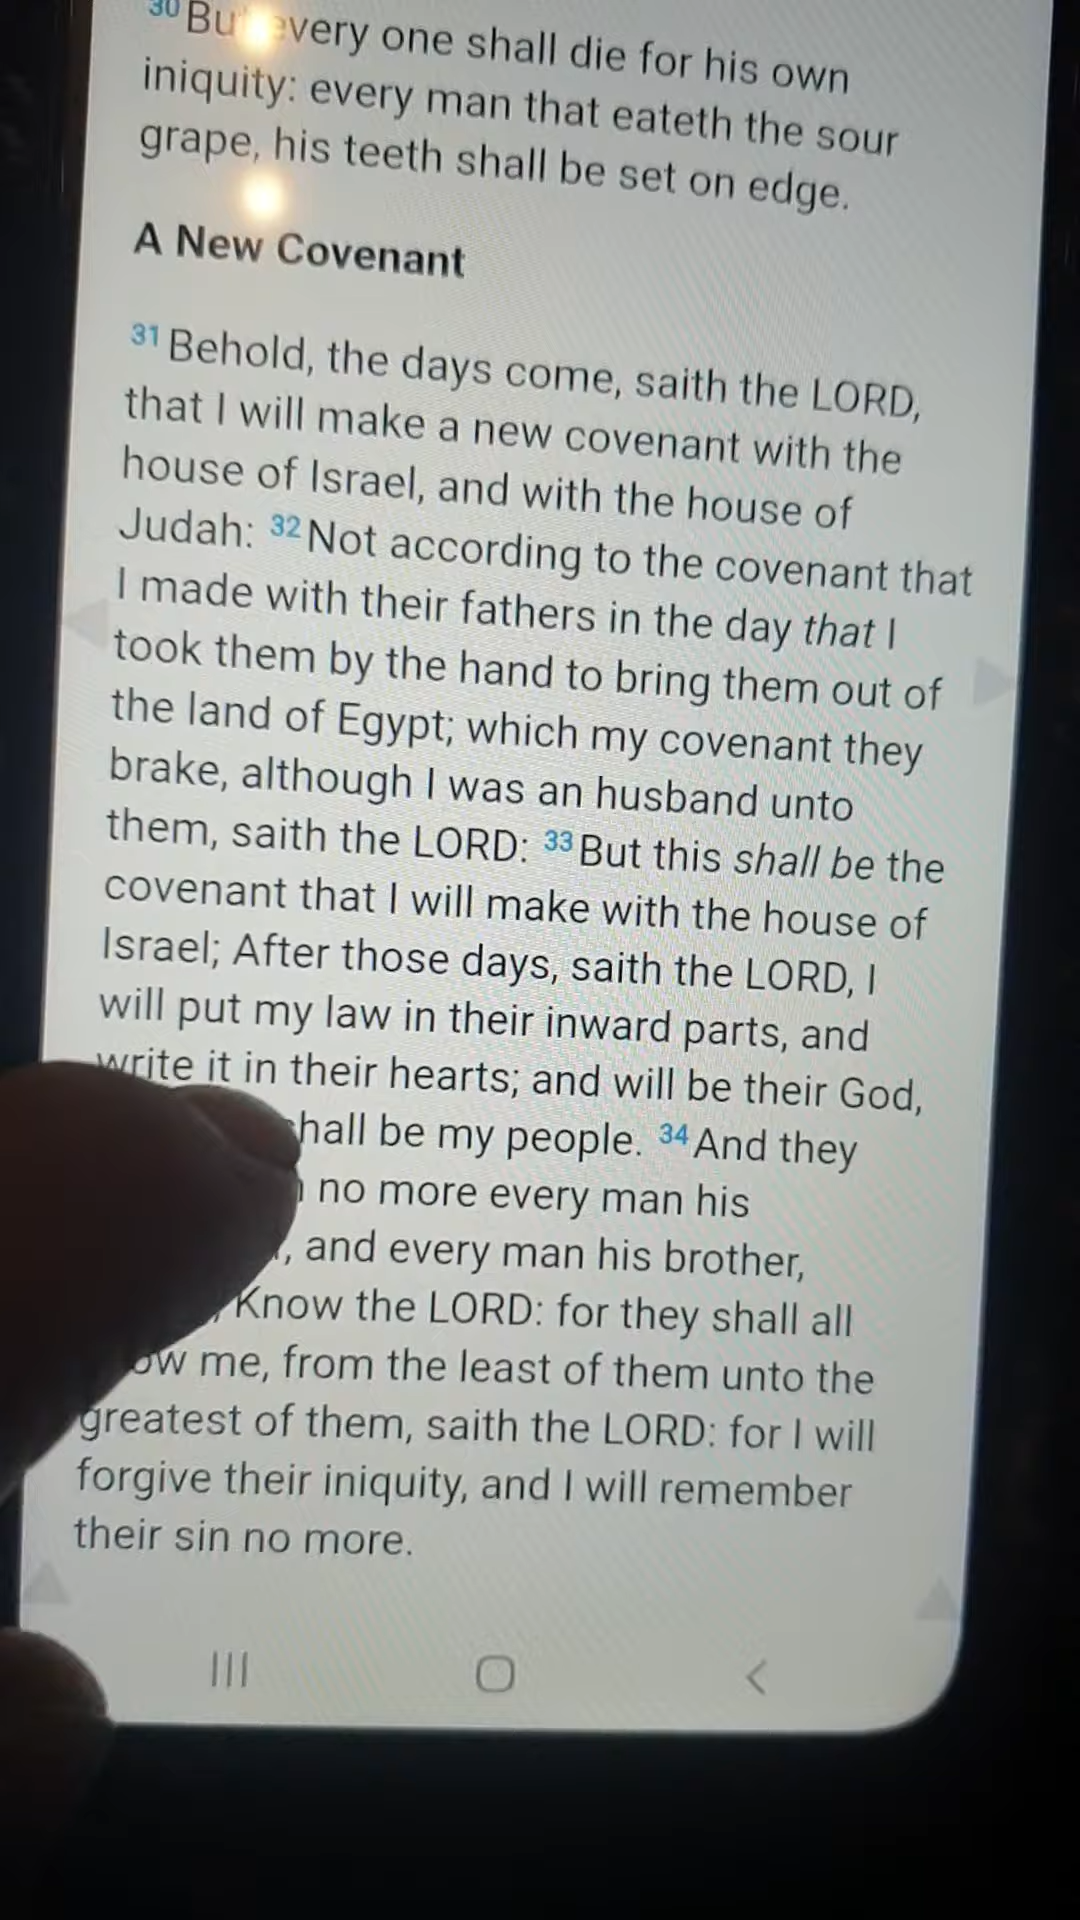 30 But every one shall die for his own
iniquity: every man that eateth the sour
grape, his teeth shall be set on edge.
A New Covenant
31 Behold, the days come, saith the LORD,
that I will make a new covenant with the
house of Israel, and with the house of
Judah: 32 Not according to the covenant that
I made with their fathers in the day that I
took them by the hand to bring them out of
the land of Egypt; which my covenant they
brake, although I was an husband unto
them, saith the LORD: 33 But this shall be the
covenant that I will make with the house of
Israel; After those days, saith the LORD, I
will put my law in their inward parts, and
write it in their hearts; and will be their God,
shall be my people. 34 And they
no more every man his
, and every man his brother,
Know the LORD: for they shall all
me, from the least of them unto the
greatest of them, saith the LORD: for I will
forgive their iniquity, and I will remember
their sin no more.